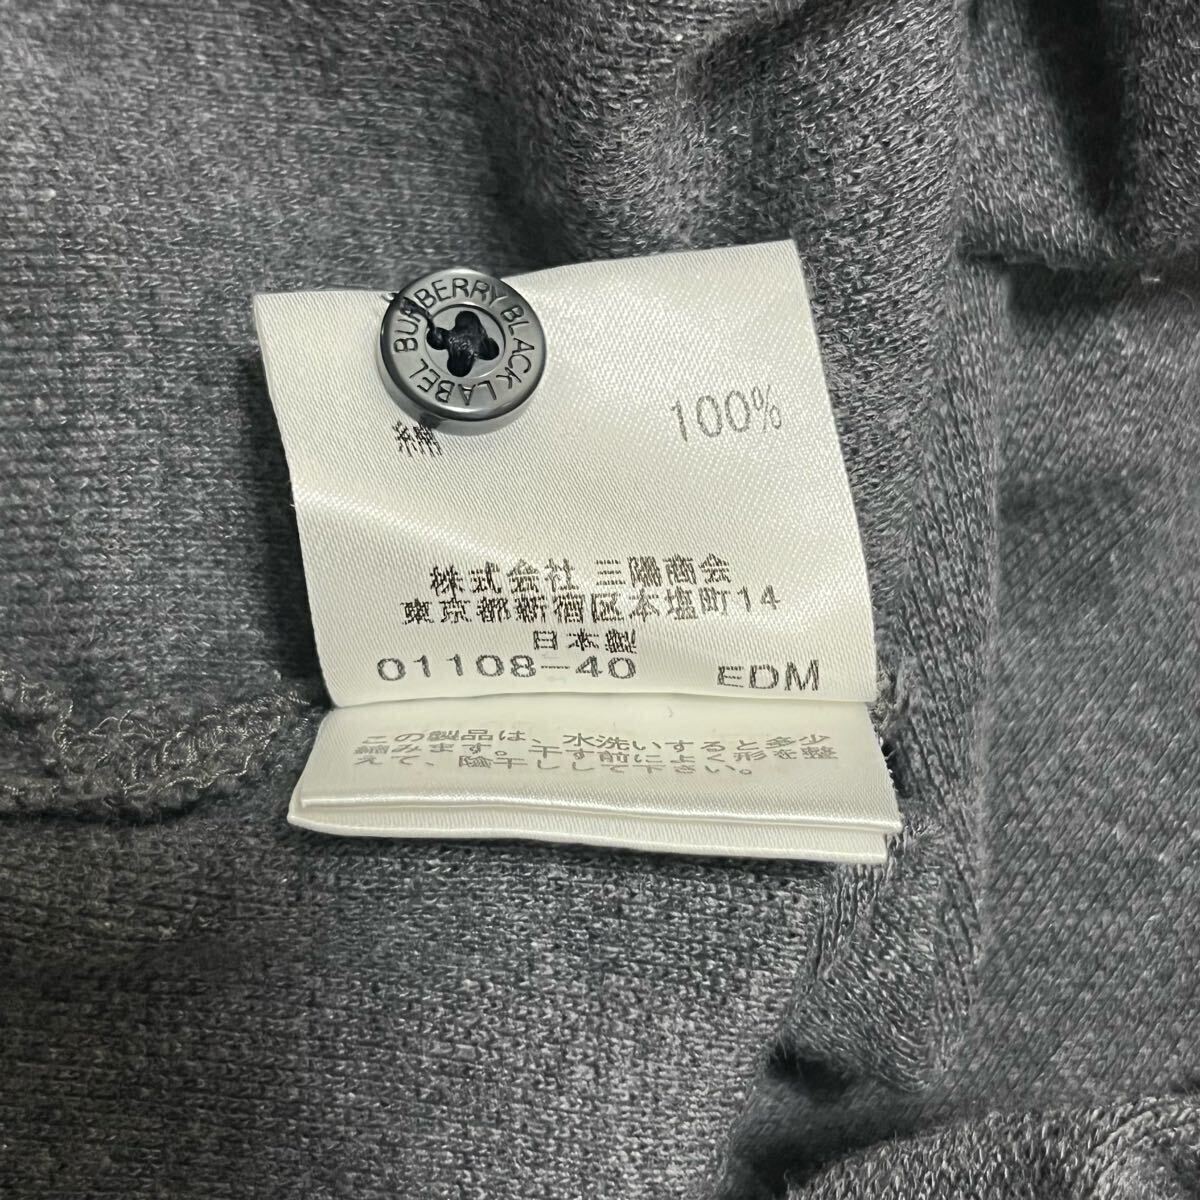 BURBERRY BLACK LABEL
綿 100%
株式会社 三陽商会
東京都新宿区本塩町14
日本製
01108-40 EDM
この製品は、水洗いすると多少
縮みます。干す前によく形を整
えて、陰干しして下さい。